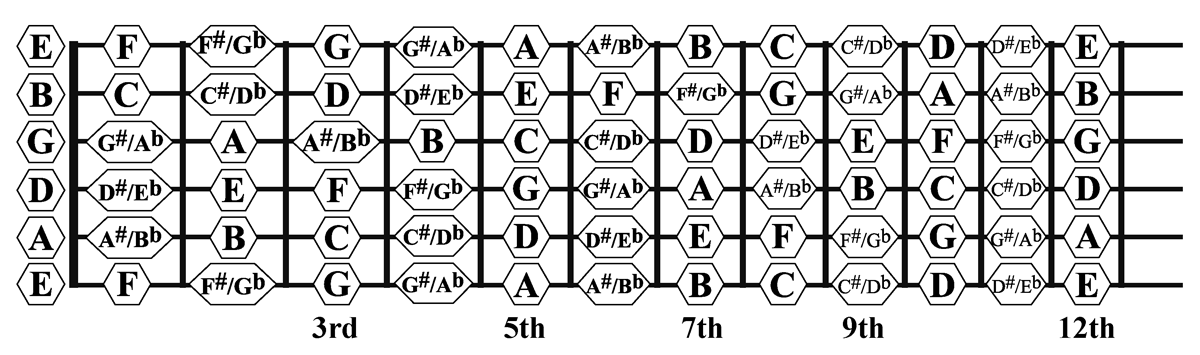 E F F#/Gb G G#/Ab A A#/Bb B C C#/Db D D#/Eb E
B C C#/Db D D#/Eb E F F#/Gb G G#/Ab A A#/Bb B
G G#/Ab A A#/Bb B C C#/Db D D#/Eb E F F#/Gb G
D D#/Eb E F F#/Gb G G#/Ab A A#/Bb B C C#/Db D
A A#/Bb B C C#/Db D D#/Eb E F F#/Gb G G#/Ab A
E F F#/Gb G G#/Ab A A#/Bb B C C#/Db D D#/Eb E
3rd 5th 7th 9th 12th